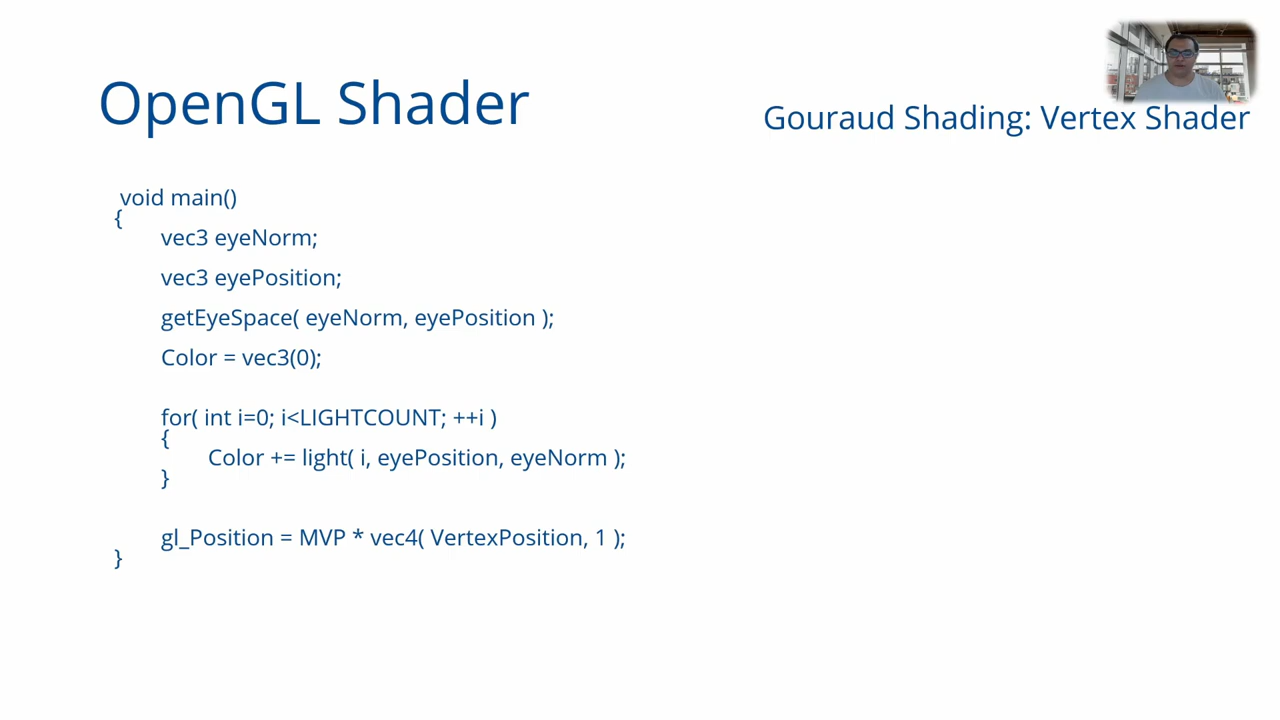 OpenGL Shader
Gouraud Shading: Vertex Shader
void main()
{
vec3 eyeNorm;
vec3 eyePosition;
getEyeSpace( eyeNorm, eyePosition );
Color = vec3(0);
for( int i=0; i<LIGHTCOUNT; ++i )
{
Color += light( i, eyePosition, eyeNorm );
}
gl_Position = MVP * vec4( VertexPosition, 1 );
}